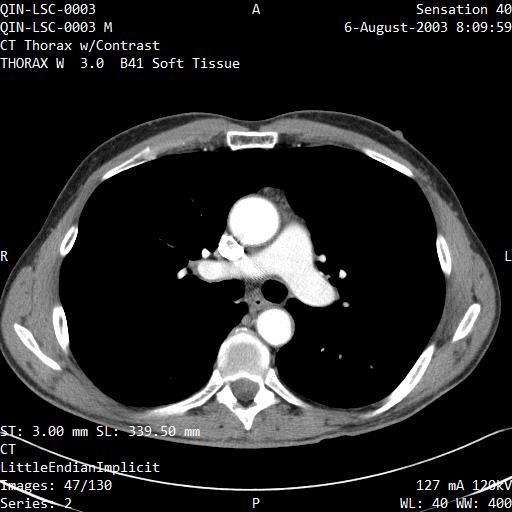 QIN-LSC-0003
A
Sensation 40
QIN-LSC-0003 M
6-August-2003 8:09:59
CT Thorax w/Contrast
THORAX W 3.0 B41 Soft Tissue
R
L
ST: 3.00 mm SL: 339.50 mm
CT
LittleEndianImplicit
Images: 47/130
127 mA 120kV
Series: 2
P
WL: 40 WW: 400